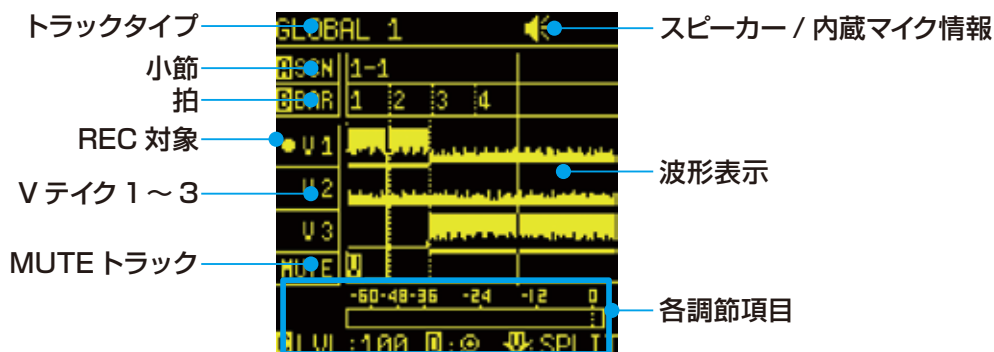 トラックタイプ
小節
拍
REC 対象
V テイク 1 ～ 3
MUTE トラック
GLOBAL 1
A SCN 1-1
B BAR 1 2 3 4
V 1
V 2
V 3
MUTE V
-60 -48 -36 -24 -12 0
LVL :100 D : SPLIT
スピーカー / 内蔵マイク情報
波形表示
各調節項目